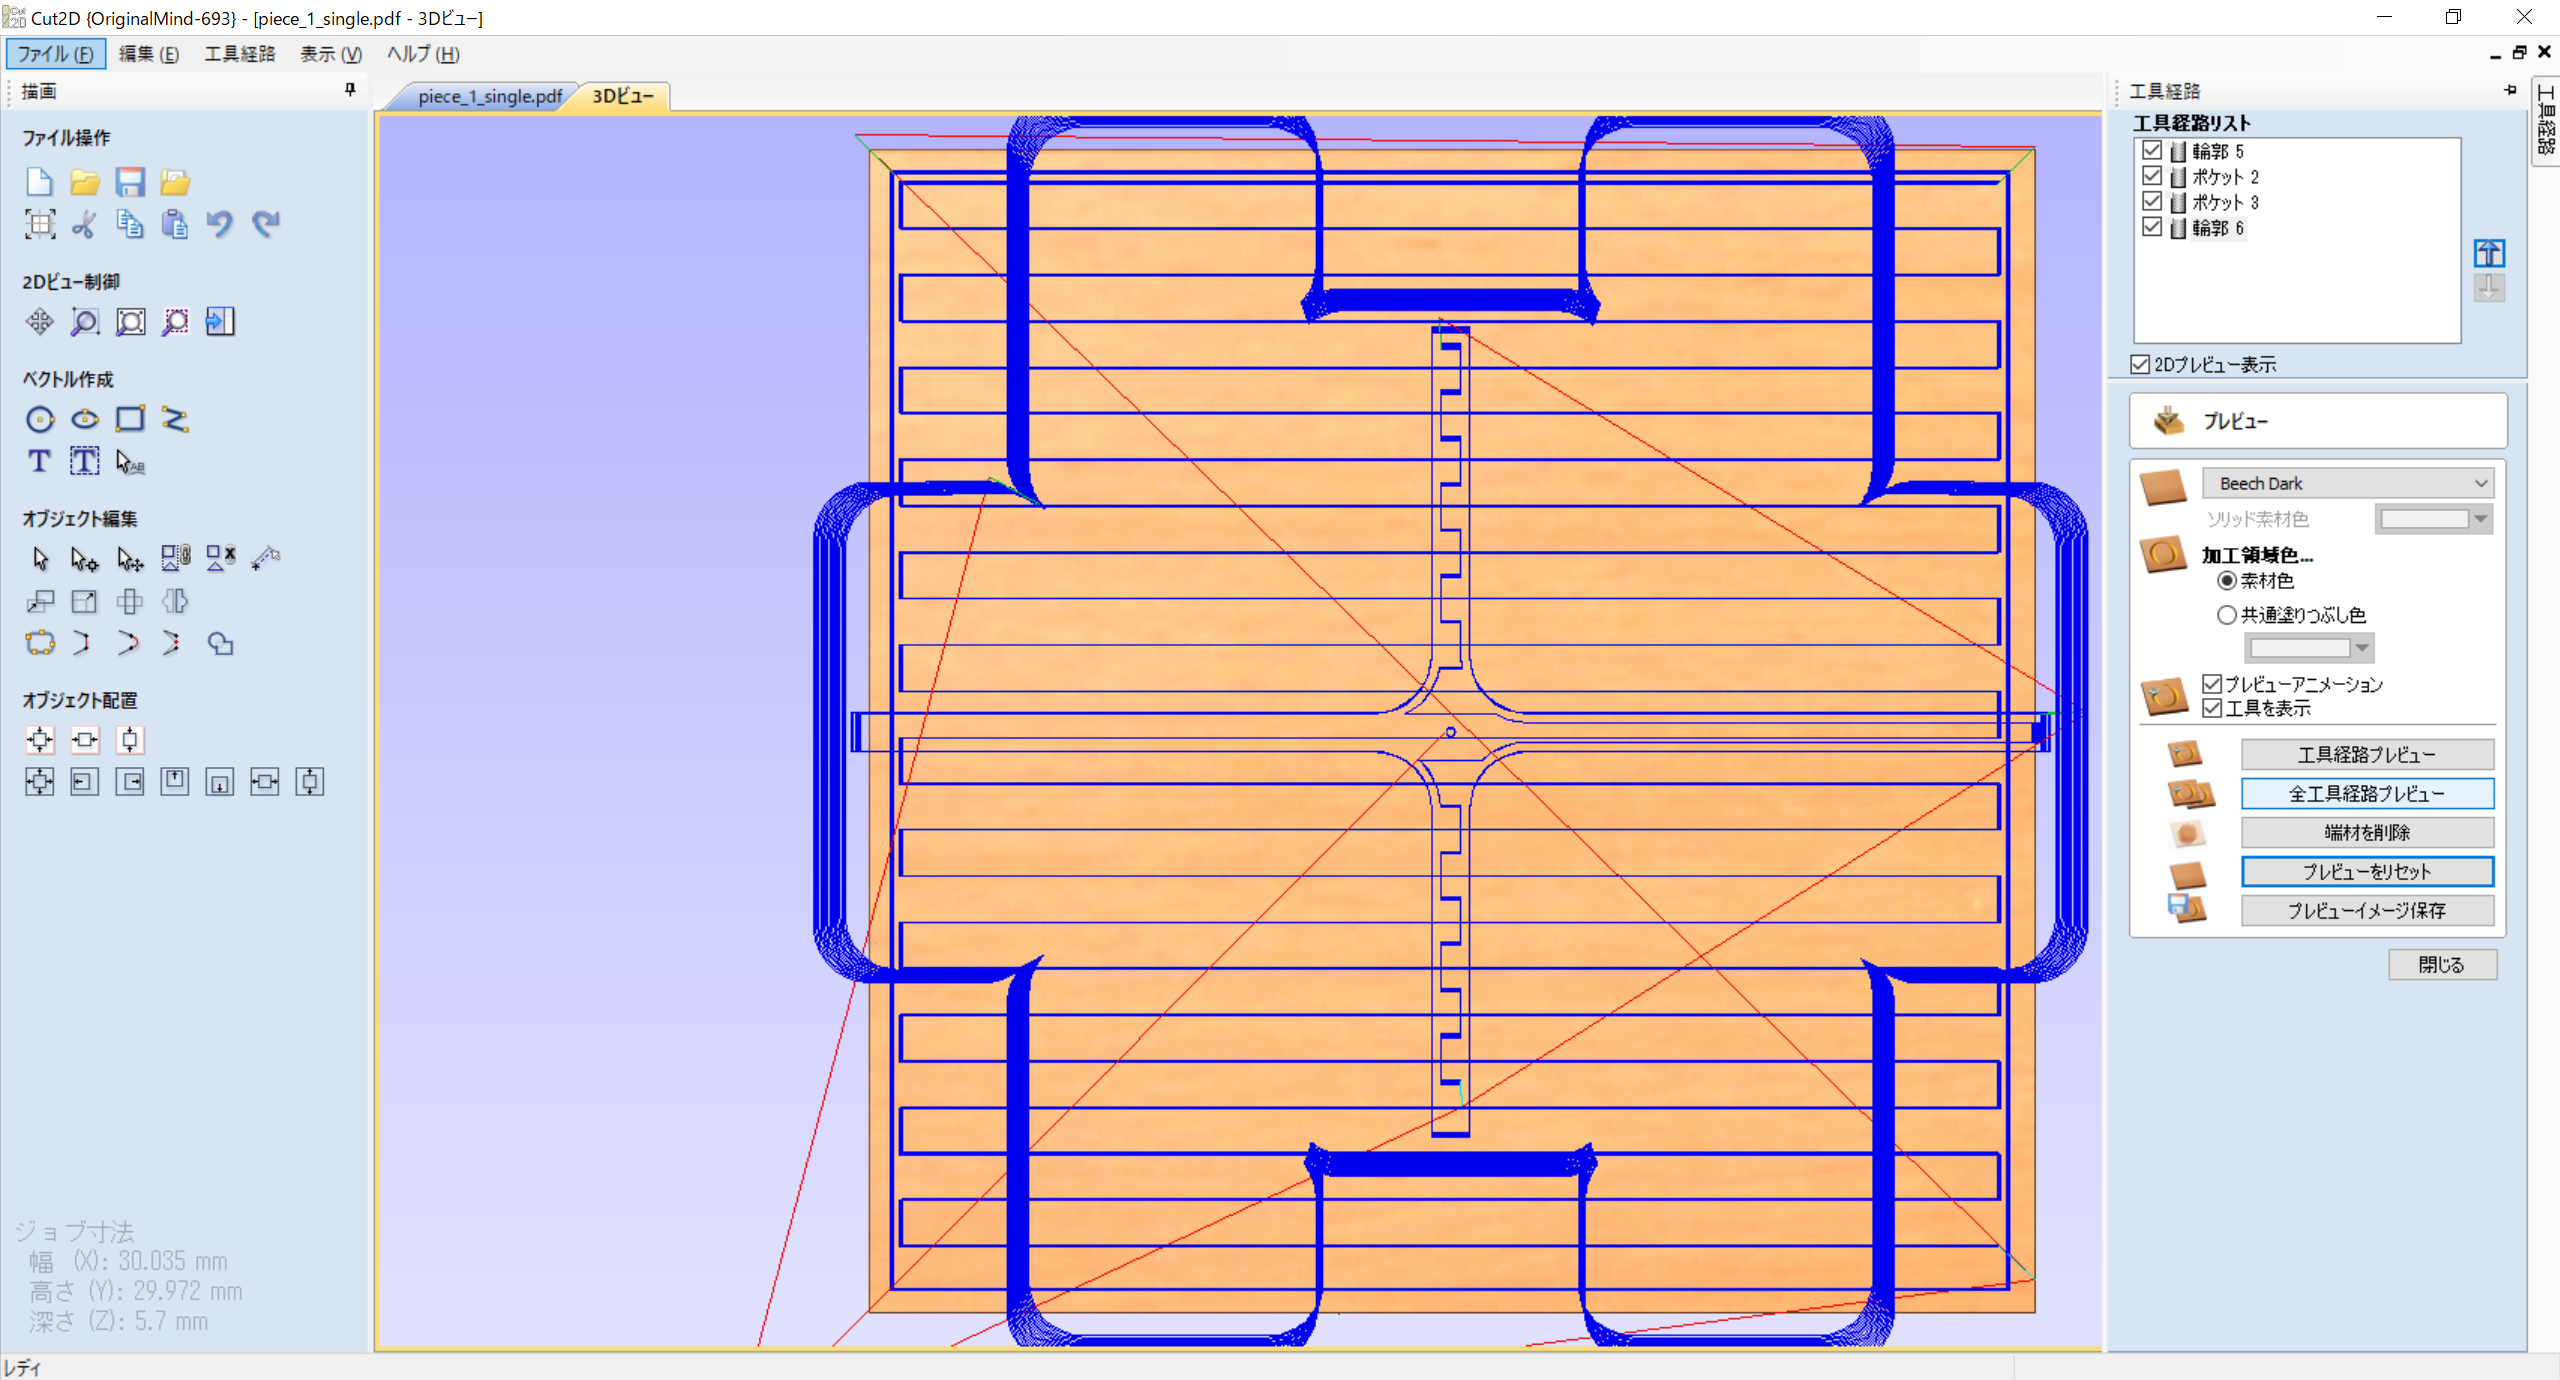 Cut2D {OriginalMind-693} - [piece_1_single.pdf - 3Dビュー]
ファイル (F) 編集 (E) 工具経路 表示 (V) ヘルプ (H)
描画
ファイル操作
2Dビュー制御
ベクトル作成
オブジェクト編集
オブジェクト配置
ジョブ寸法
幅 (X): 30.035 mm
高さ (Y): 29.972 mm
深さ (Z): 5.7 mm
レディ
piece_1_single.pdf 3Dビュー
工具経路
工具経路リスト
輪郭 5
ポケット 2
ポケット 3
輪郭 6
2Dプレビュー表示
プレビュー
Beech Dark
ソリッド素材色
加工領域色...
素材色
共通塗りつぶし色
プレビューアニメーション
工具を表示
工具経路プレビュー
全工具経路プレビュー
端材を削除
プレビューをリセット
プレビューイメージ保存
閉じる
工具経路